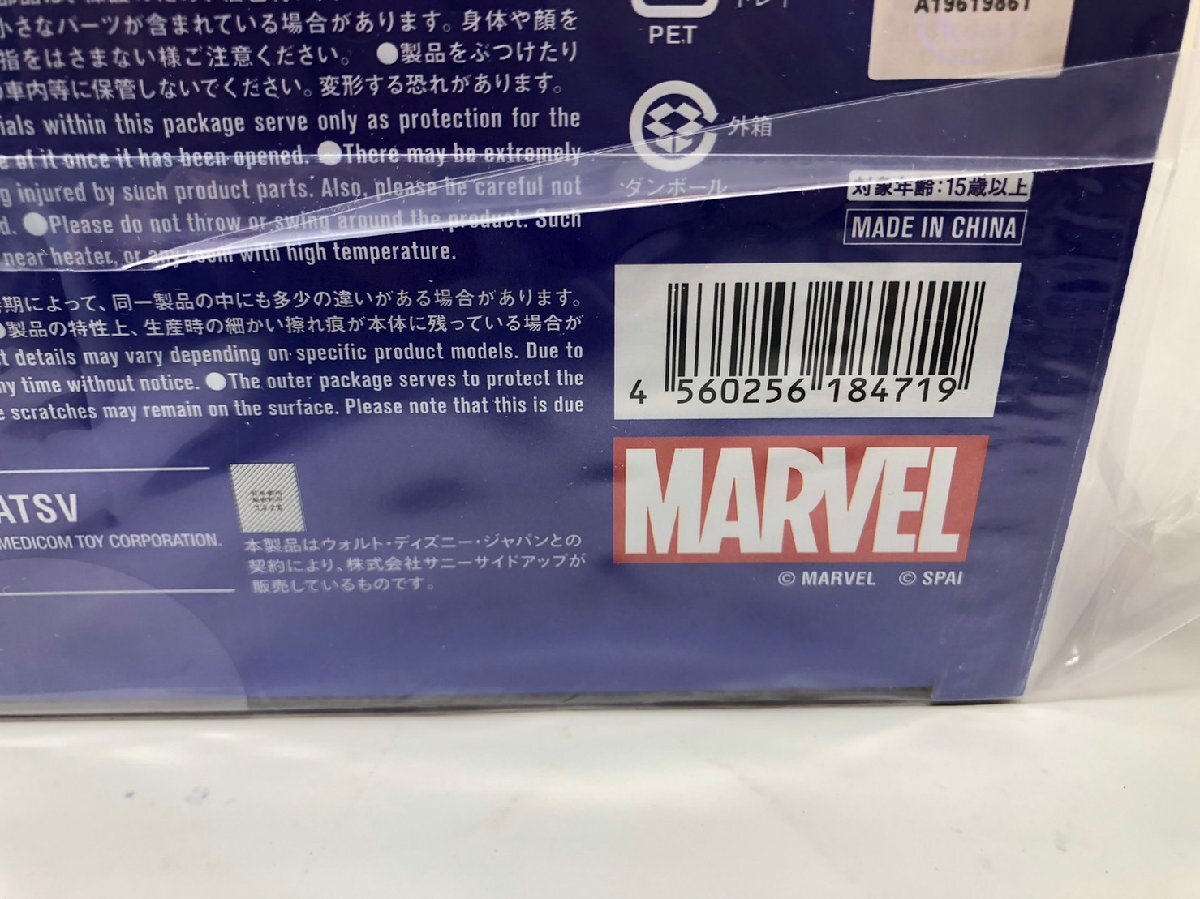 小さなパーツが含まれている場合があります。身体や顔を
指をはさまない様ご注意ください。 ●製品をぶつけたり
車内等に保管しないでください。変形する恐れがあります。
ials within this package serve only as protection for the
e of it once it has been opened. ●There may be extremely
ng injured by such product parts. Also, please be careful not
d. ●Please do not throw or swing around the product. Such
near heater, or any room with high temperature.
時期によって、同一製品の中にも多少の違いがある場合があります。
●製品の特性上、生産時の細かい擦れ痕が本体に残っている場合が
t details may vary depending on specific product models. Due to
ny time without notice. ●The outer package serves to protect the
e scratches may remain on the surface. Please note that this is due
ATSV
MEDICOM TOY CORPORATION.
本製品はウォルト・ディズニー・ジャパンとの
契約により、株式会社サニーサイドアップが
販売しているものです。
トレイ
PET
外箱
ダンボール
A19619861
対象年齢:15歳以上
MADE IN CHINA
4 560256 184719
MARVEL
© MARVEL © SPAI